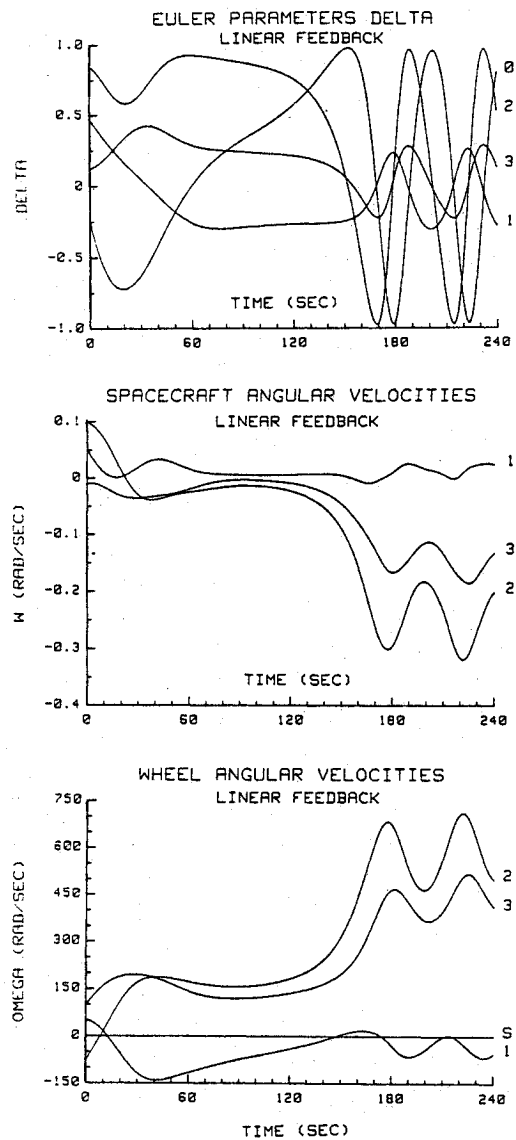 EULER PARAMETERS DELTA
LINEAR FEEDBACK
1.0
0.5
0
-0.5
-1.0
DELTA
0
2
3
1
TIME (SEC)
0 60 120 180 240
SPACECRAFT ANGULAR VELOCITIES
LINEAR FEEDBACK
0.1
0
-0.1
-0.2
-0.3
-0.4
W (RAD/SEC)
1
3
2
TIME (SEC)
0 60 120 180 240
WHEEL ANGULAR VELOCITIES
LINEAR FEEDBACK
750
600
450
300
150
0
-150
OMEGA (RAD/SEC)
2
3
S
1
0 60 120 180 240
TIME (SEC)